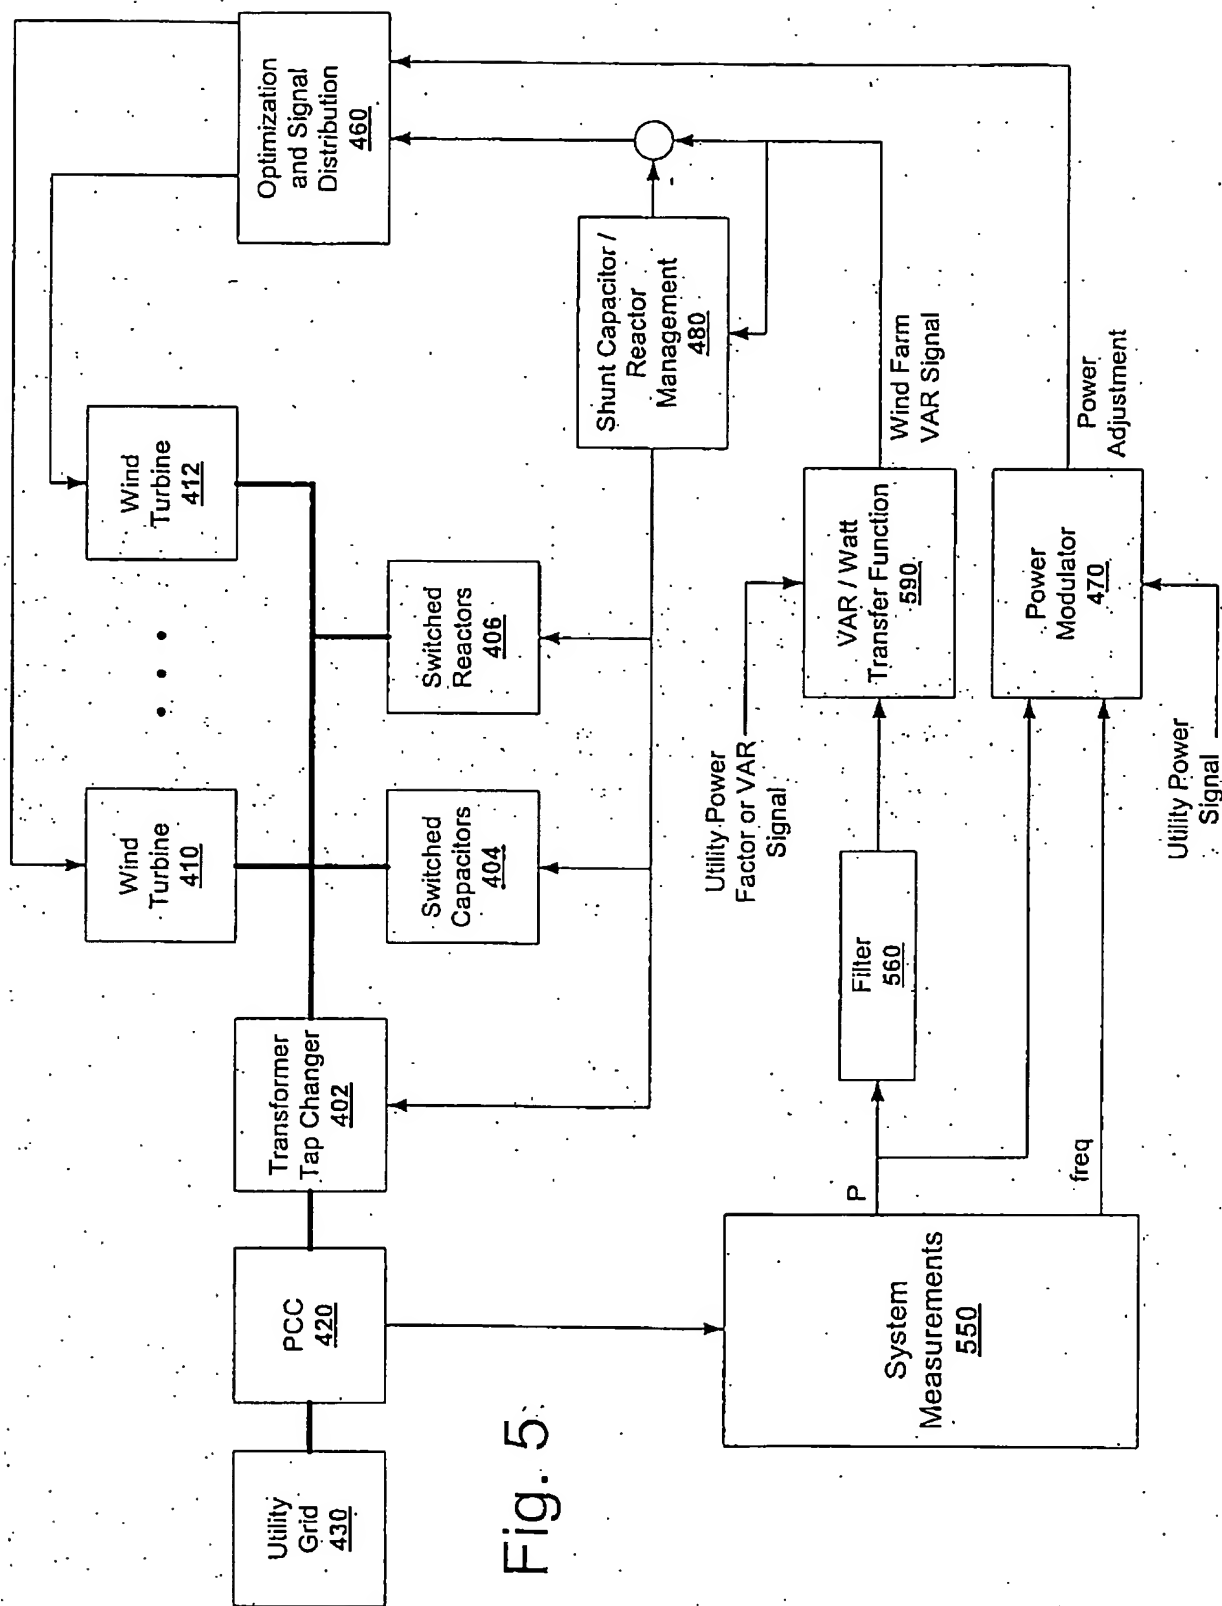 Utility
Grid
430
PCC
420
Transformer
Tap Changer
402
Wind
Turbine
410
Wind
Turbine
412
Switched
Capacitors
404
Switched
Reactors
406
Optimization
and Signal
Distribution
460
Shunt Capacitor /
Reactor
Management
480
System
Measurements
550
P
freq
Filter
560
Utility Power
Factor or VAR
Signal
VAR / Watt
Transfer Function
590
Wind Farm
VAR Signal
Power
Modulator
470
Power
Adjustment
Utility Power
Signal
Fig. 5